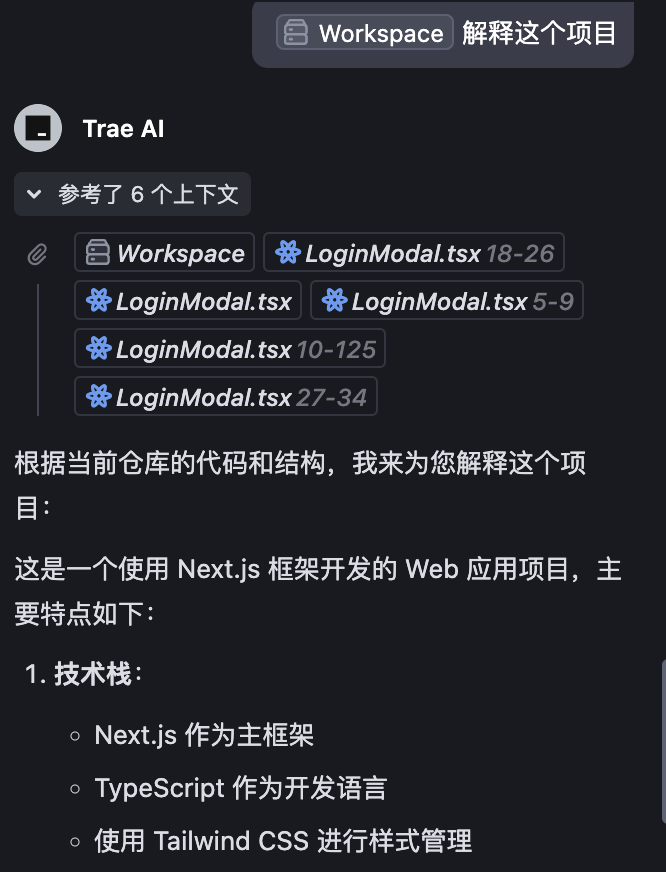 Workspace 解释这个项目
Trae AI
参考了 6 个上下文
Workspace LoginModal.tsx 18-26
LoginModal.tsx LoginModal.tsx 5-9
LoginModal.tsx 10-125
LoginModal.tsx 27-34
根据当前仓库的代码和结构，我来为您解释这个项
目：
这是一个使用 Next.js 框架开发的 Web 应用项目，主
要特点如下：
1. 技术栈：
◦ Next.js 作为主框架
◦ TypeScript 作为开发语言
◦ 使用 Tailwind CSS 进行样式管理